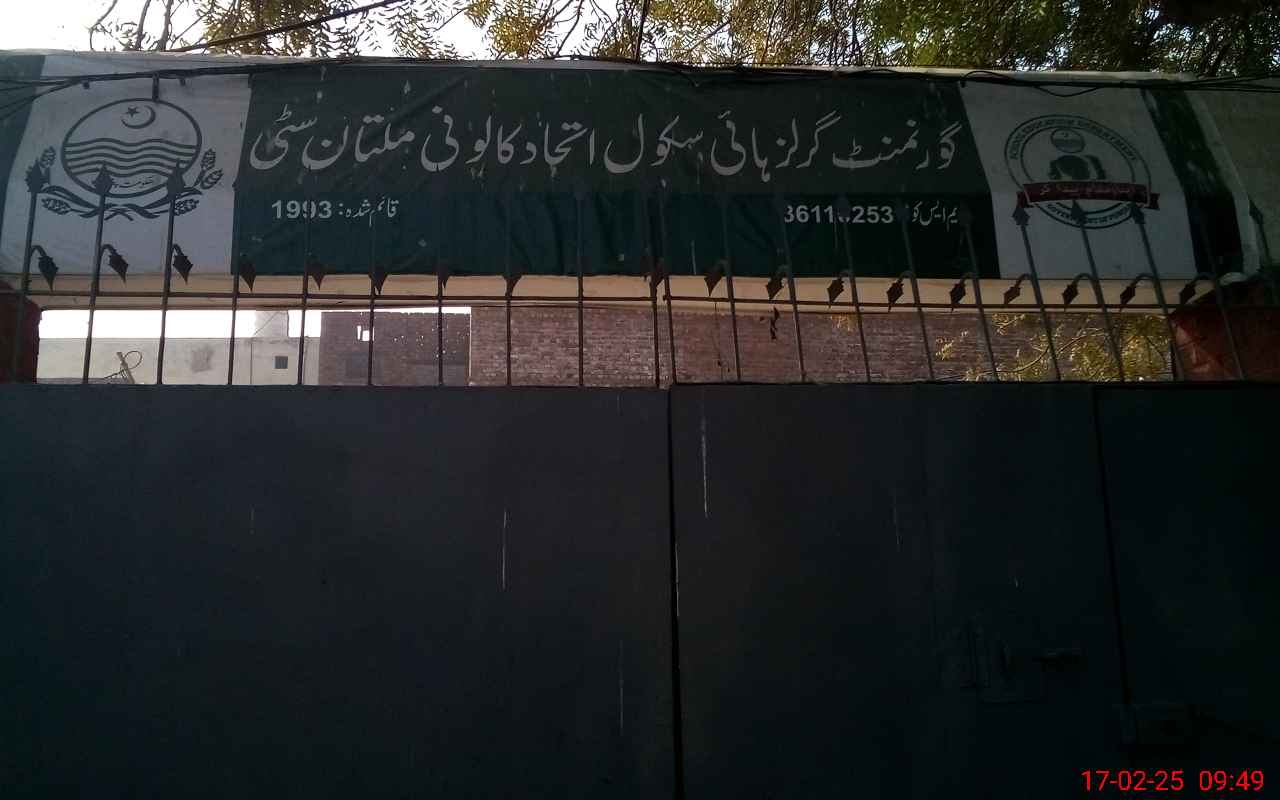 گورنمنٹ گرلز ہائی سکول اتحاد کالونی ملتان سٹی
قائم شدہ: 1993
17-02-25 09:49